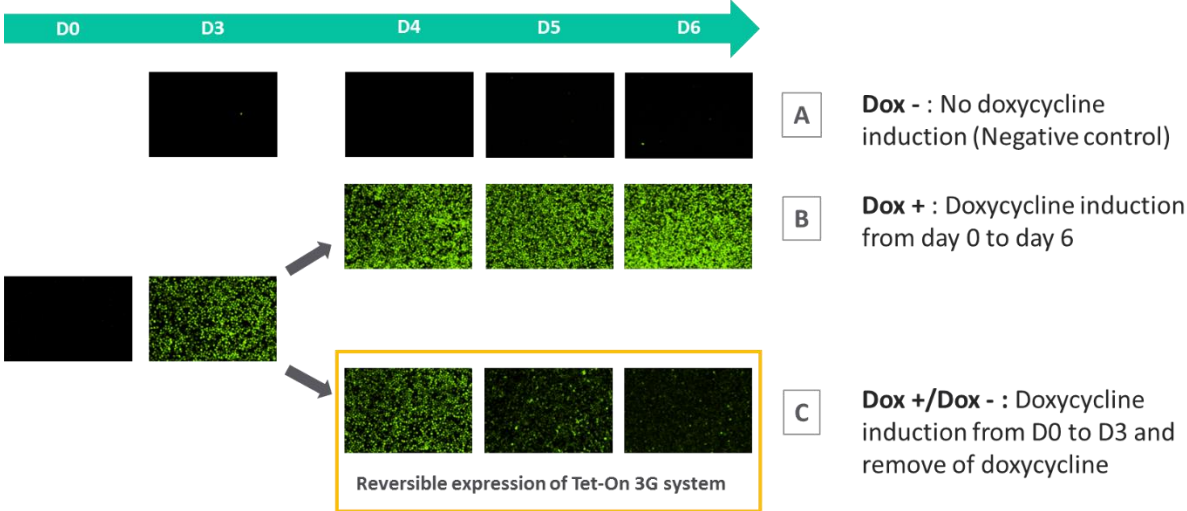 D0 D3 D4 D5 D6
A
Dox - : No doxycycline
induction (Negative control)
B
Dox + : Doxycycline induction
from day 0 to day 6
C
Dox +/Dox - : Doxycycline
induction from D0 to D3 and
remove of doxycycline
Reversible expression of Tet-On 3G system